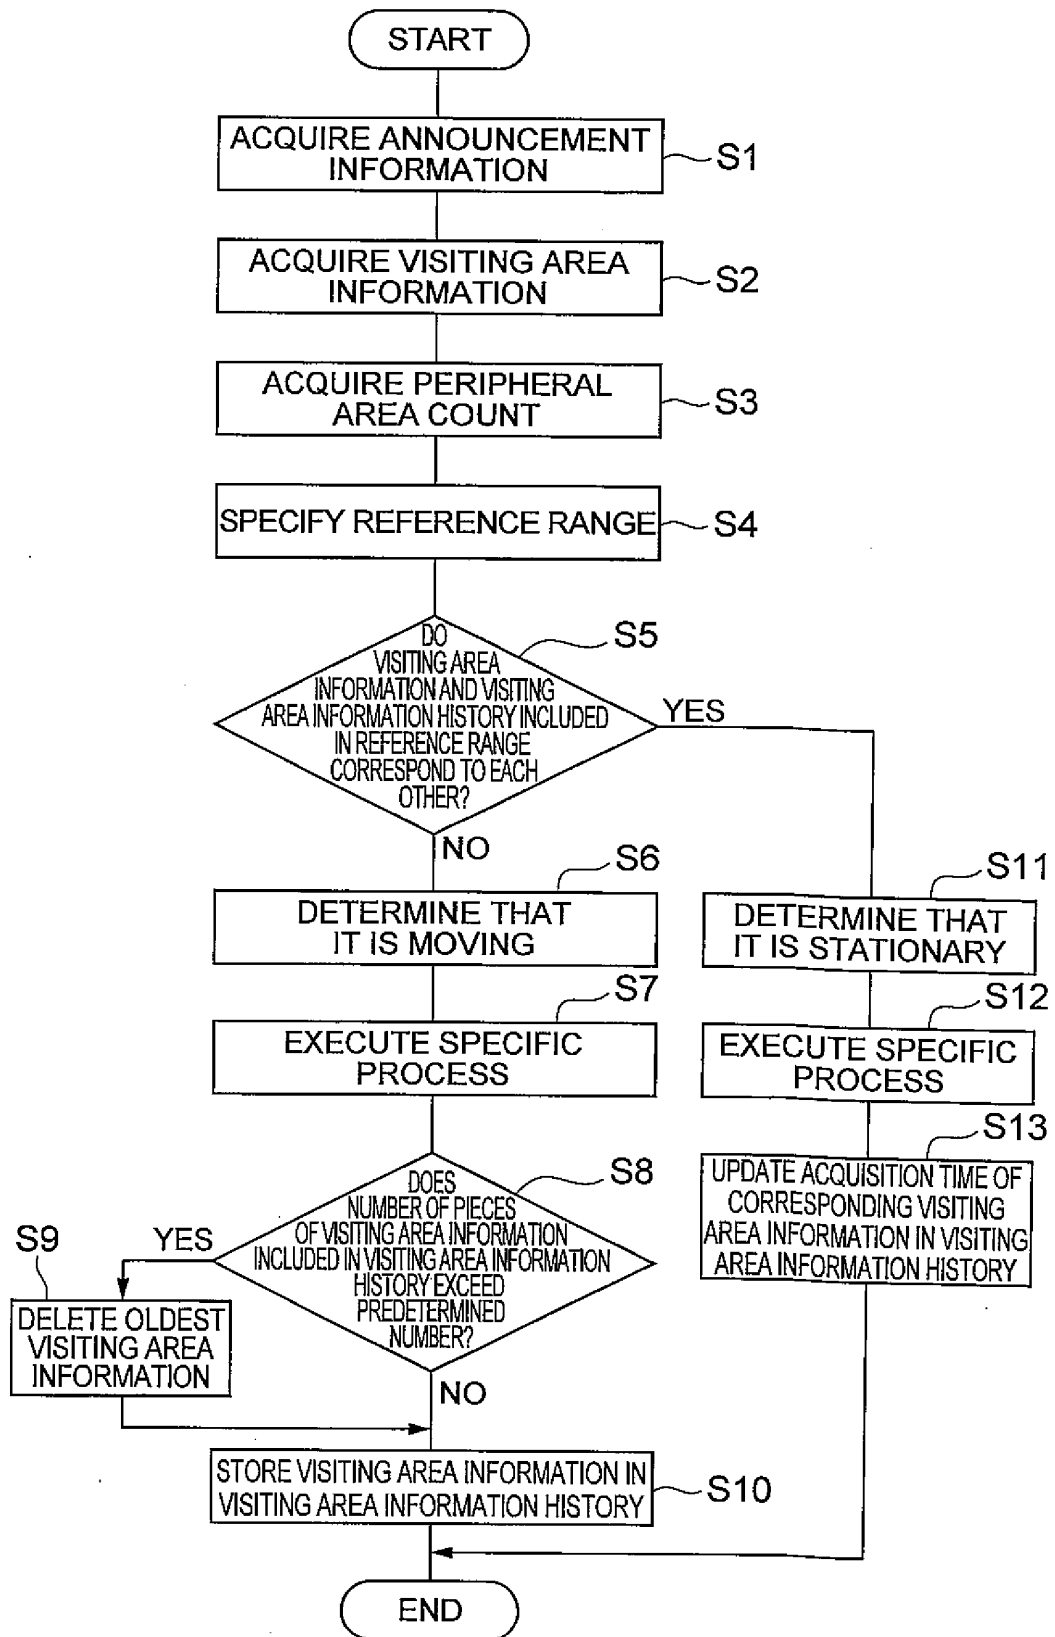 START
ACQUIRE ANNOUNCEMENT
INFORMATION
S1
ACQUIRE VISITING AREA
INFORMATION
S2
ACQUIRE PERIPHERAL
AREA COUNT
S3
SPECIFY REFERENCE RANGE
S4
DO
VISITING AREA
INFORMATION AND VISITING
AREA INFORMATION HISTORY INCLUDED
IN REFERENCE RANGE
CORRESPOND TO EACH
OTHER?
S5
YES
NO
S6
DETERMINE THAT
IT IS MOVING
S11
DETERMINE THAT
IT IS STATIONARY
S7
EXECUTE SPECIFIC
PROCESS
S12
EXECUTE SPECIFIC
PROCESS
S13
UPDATE ACQUISITION TIME OF
CORRESPONDING VISITING
AREA INFORMATION IN VISITING
AREA INFORMATION HISTORY
DOES
NUMBER OF PIECES
OF VISITING AREA INFORMATION
INCLUDED IN VISITING AREA INFORMATION
HISTORY EXCEED
PREDETERMINED
NUMBER?
S8
YES
S9
DELETE OLDEST
VISITING AREA
INFORMATION
NO
STORE VISITING AREA INFORMATION IN
VISITING AREA INFORMATION HISTORY
S10
END